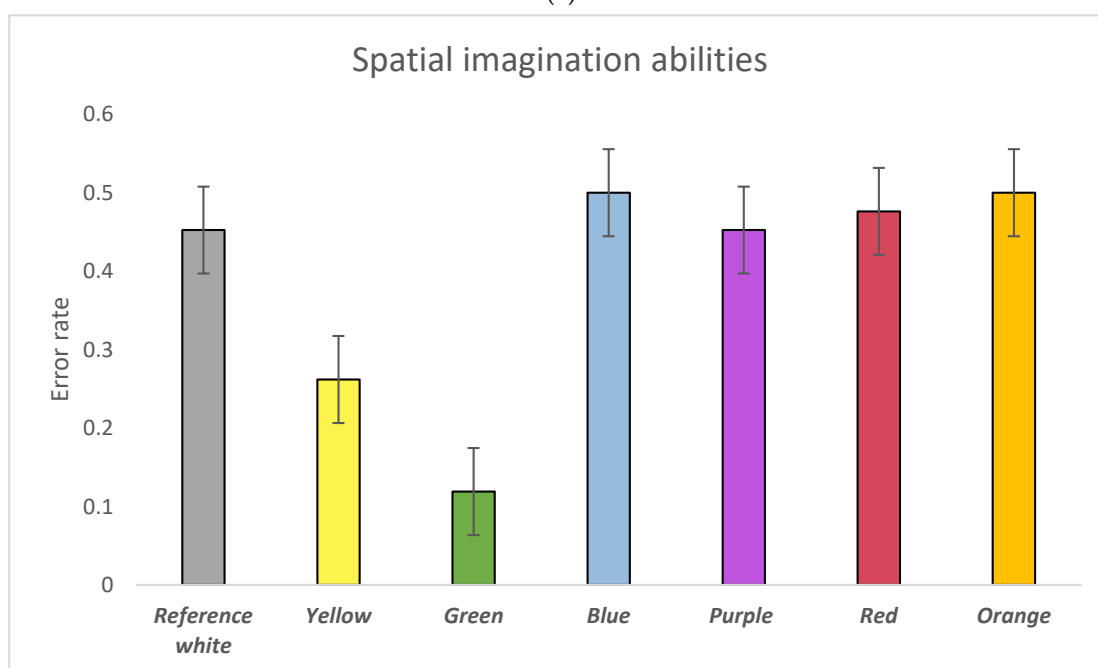 Spatial imagination abilities
0.6
0.5
0.4
0.3
0.2
0.1
0
Error rate
Reference white
Yellow
Green
Blue
Purple
Red
Orange